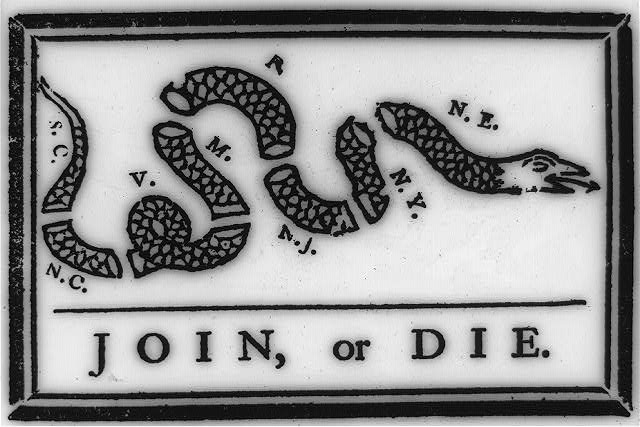 N. E.
M.
S. C.
V.
N. Y.
N. J.
N. C.
JOIN, or DIE.